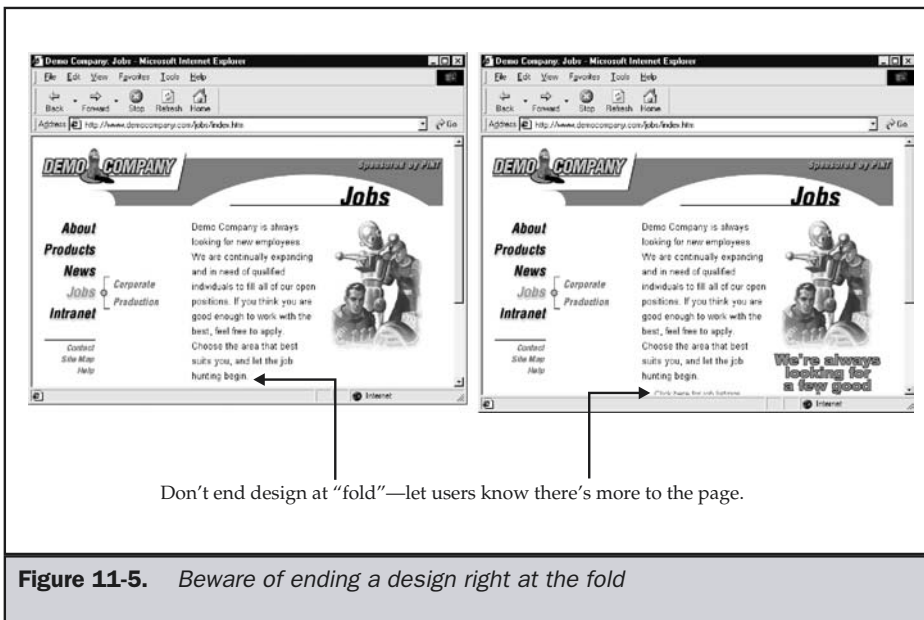 Demo Company: Jobs - Microsoft Internet Explorer
File Edit View Favorites Tools Help
Back Forward Stop Refresh Home
Address http://www.democompany.com/jobs/index.htm Go
DEMO COMPANY
Sponsored by PINT
Jobs
About
Products
News
Jobs
Corporate
Production
Intranet
Contact
Site Map
Help
Demo Company is always
looking for new employees.
We are continually expanding
and in need of qualified
individuals to fill all of our open
positions. If you think you are
good enough to work with the
best, feel free to apply.
Choose the area that best
suits you, and let the job
hunting begin.
Internet
Demo Company: Jobs - Microsoft Internet Explorer
File Edit View Favorites Tools Help
Back Forward Stop Refresh Home
Address http://www.democompany.com/jobs/index.htm Go
DEMO COMPANY
Sponsored by PINT
Jobs
About
Products
News
Jobs
Corporate
Production
Intranet
Contact
Site Map
Help
Demo Company is always
looking for new employees.
We are continually expanding
and in need of qualified
individuals to fill all of our open
positions. If you think you are
good enough to work with the
best, feel free to apply.
Choose the area that best
suits you, and let the job
hunting begin.
Click here for job listings
We're always
looking for
a few good
Internet
Don't end design at “fold”—let users know there's more to the page.
Figure 11-5. Beware of ending a design right at the fold